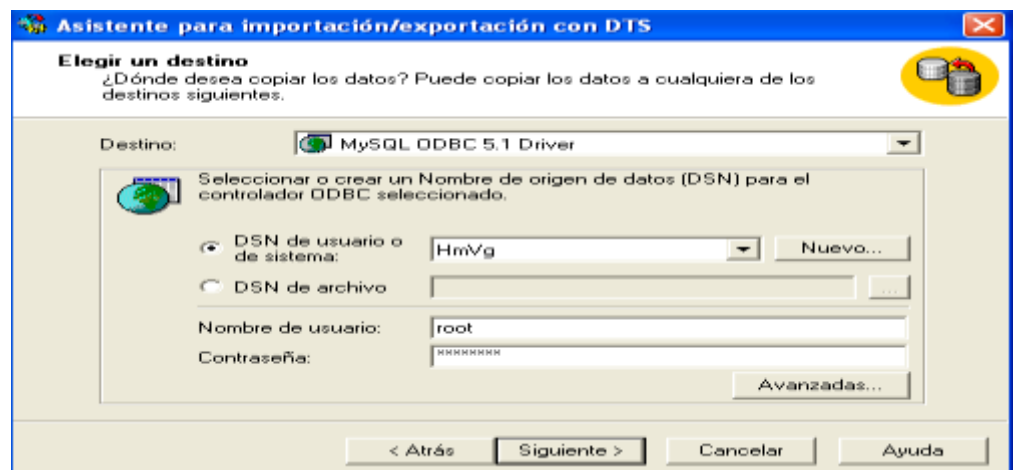 Asistente para importación/exportación con DTS
Elegir un destino
¿Dónde desea copiar los datos? Puede copiar los datos a cualquiera de los
destinos siguientes.
Destino:
MySQL ODBC 5.1 Driver
Seleccionar o crear un Nombre de origen de datos (DSN) para el
controlador ODBC seleccionado.
DSN de usuario o
de sistema:
HmVg
Nuevo...
DSN de archivo
...
Nombre de usuario:
root
Contraseña:
********
Avanzadas...
< Atrás
Siguiente >
Cancelar
Ayuda